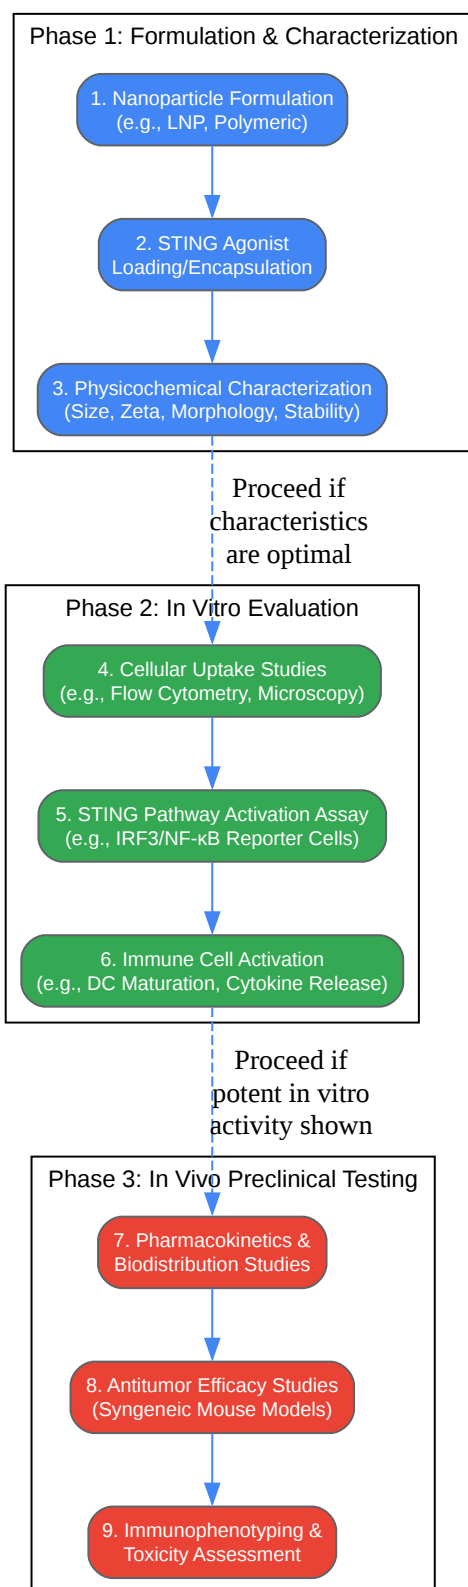 Phase 1: Formulation & Characterization
1. Nanoparticle Formulation
(e.g., LNP, Polymeric)
2. STING Agonist
Loading/Encapsulation
3. Physicochemical Characterization
(Size, Zeta, Morphology, Stability)
Proceed if
characteristics
are optimal
Phase 2: In Vitro Evaluation
4. Cellular Uptake Studies
(e.g., Flow Cytometry, Microscopy)
5. STING Pathway Activation Assay
(e.g., IRF3/NF-κB Reporter Cells)
6. Immune Cell Activation
(e.g., DC Maturation, Cytokine Release)
Proceed if
potent in vitro
activity shown
Phase 3: In Vivo Preclinical Testing
7. Pharmacokinetics &
Biodistribution Studies
8. Antitumor Efficacy Studies
(Syngeneic Mouse Models)
9. Immunophenotyping &
Toxicity Assessment